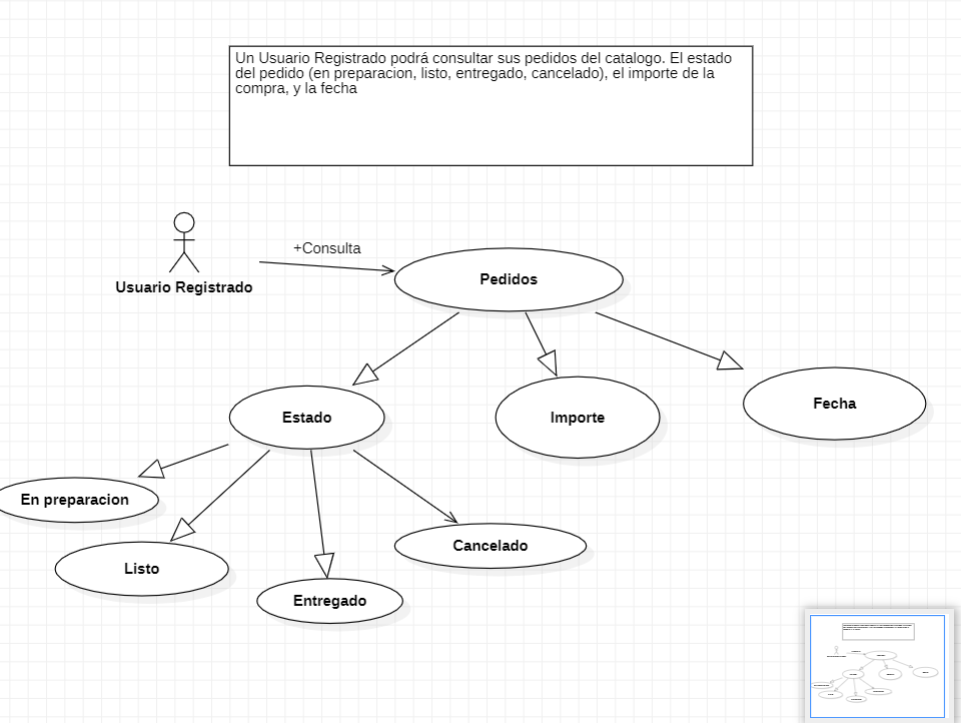 Un Usuario Registrado podrá consultar sus pedidos del catalogo. El estado
del pedido (en preparacion, listo, entregado, cancelado), el importe de la
compra, y la fecha
+Consulta
Usuario Registrado
Pedidos
Estado
Importe
Fecha
En preparacion
Listo
Entregado
Cancelado